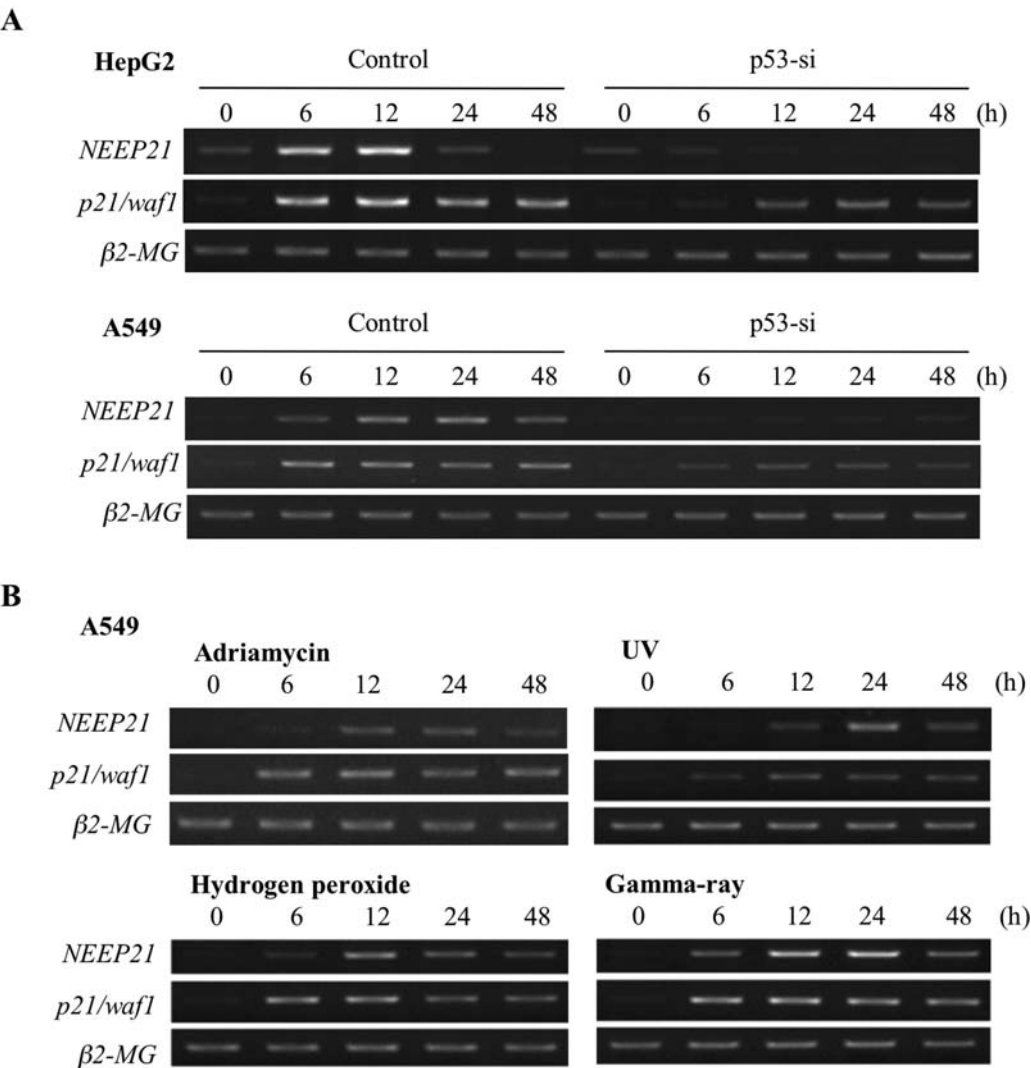 A
HepG2 Control p53-si
0 6 12 24 48 0 6 12 24 48 (h)
NEEP21
p21/waf1
β2-MG
A549 Control p53-si
0 6 12 24 48 0 6 12 24 48 (h)
NEEP21
p21/waf1
β2-MG
B
A549
Adriamycin UV
0 6 12 24 48 0 6 12 24 48 (h)
NEEP21
p21/waf1
β2-MG
Hydrogen peroxide Gamma-ray
0 6 12 24 48 0 6 12 24 48 (h)
NEEP21
p21/waf1
β2-MG